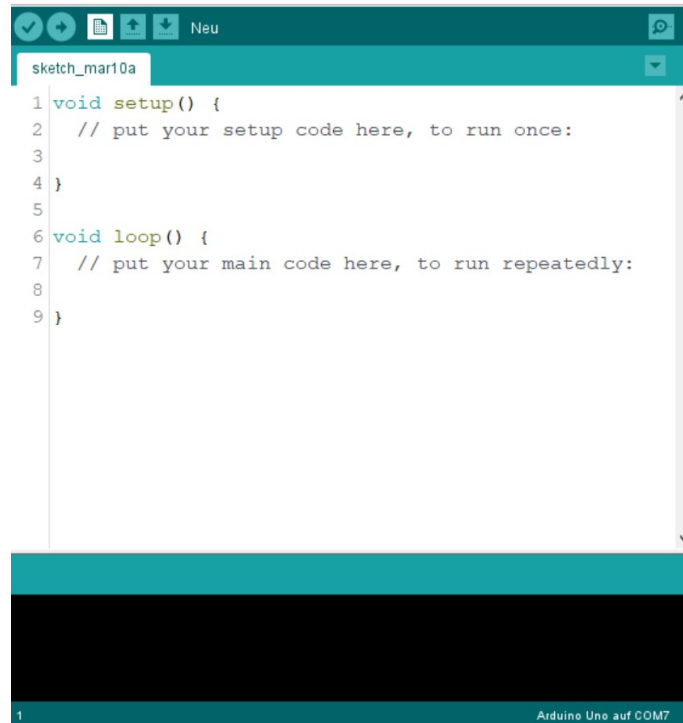 Neu
sketch_mar10a
1 void setup() {
2 // put your setup code here, to run once:
3
4 }
5
6 void loop() {
7 // put your main code here, to run repeatedly:
8
9 }
1 Arduino Uno auf COM7